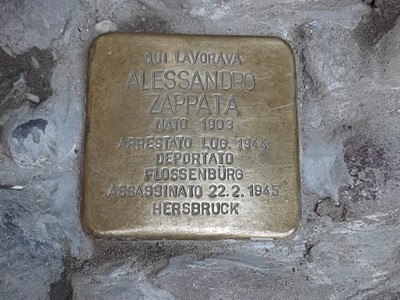 QUI LAVORAVA
ALESSANDRO
ZAPPATA
NATO 1903
ARRESTATO LUG. 1944
DEPORTATO
FLOSSENBÜRG
ASSASSINATO 22.2.1945
HERSBRUCK